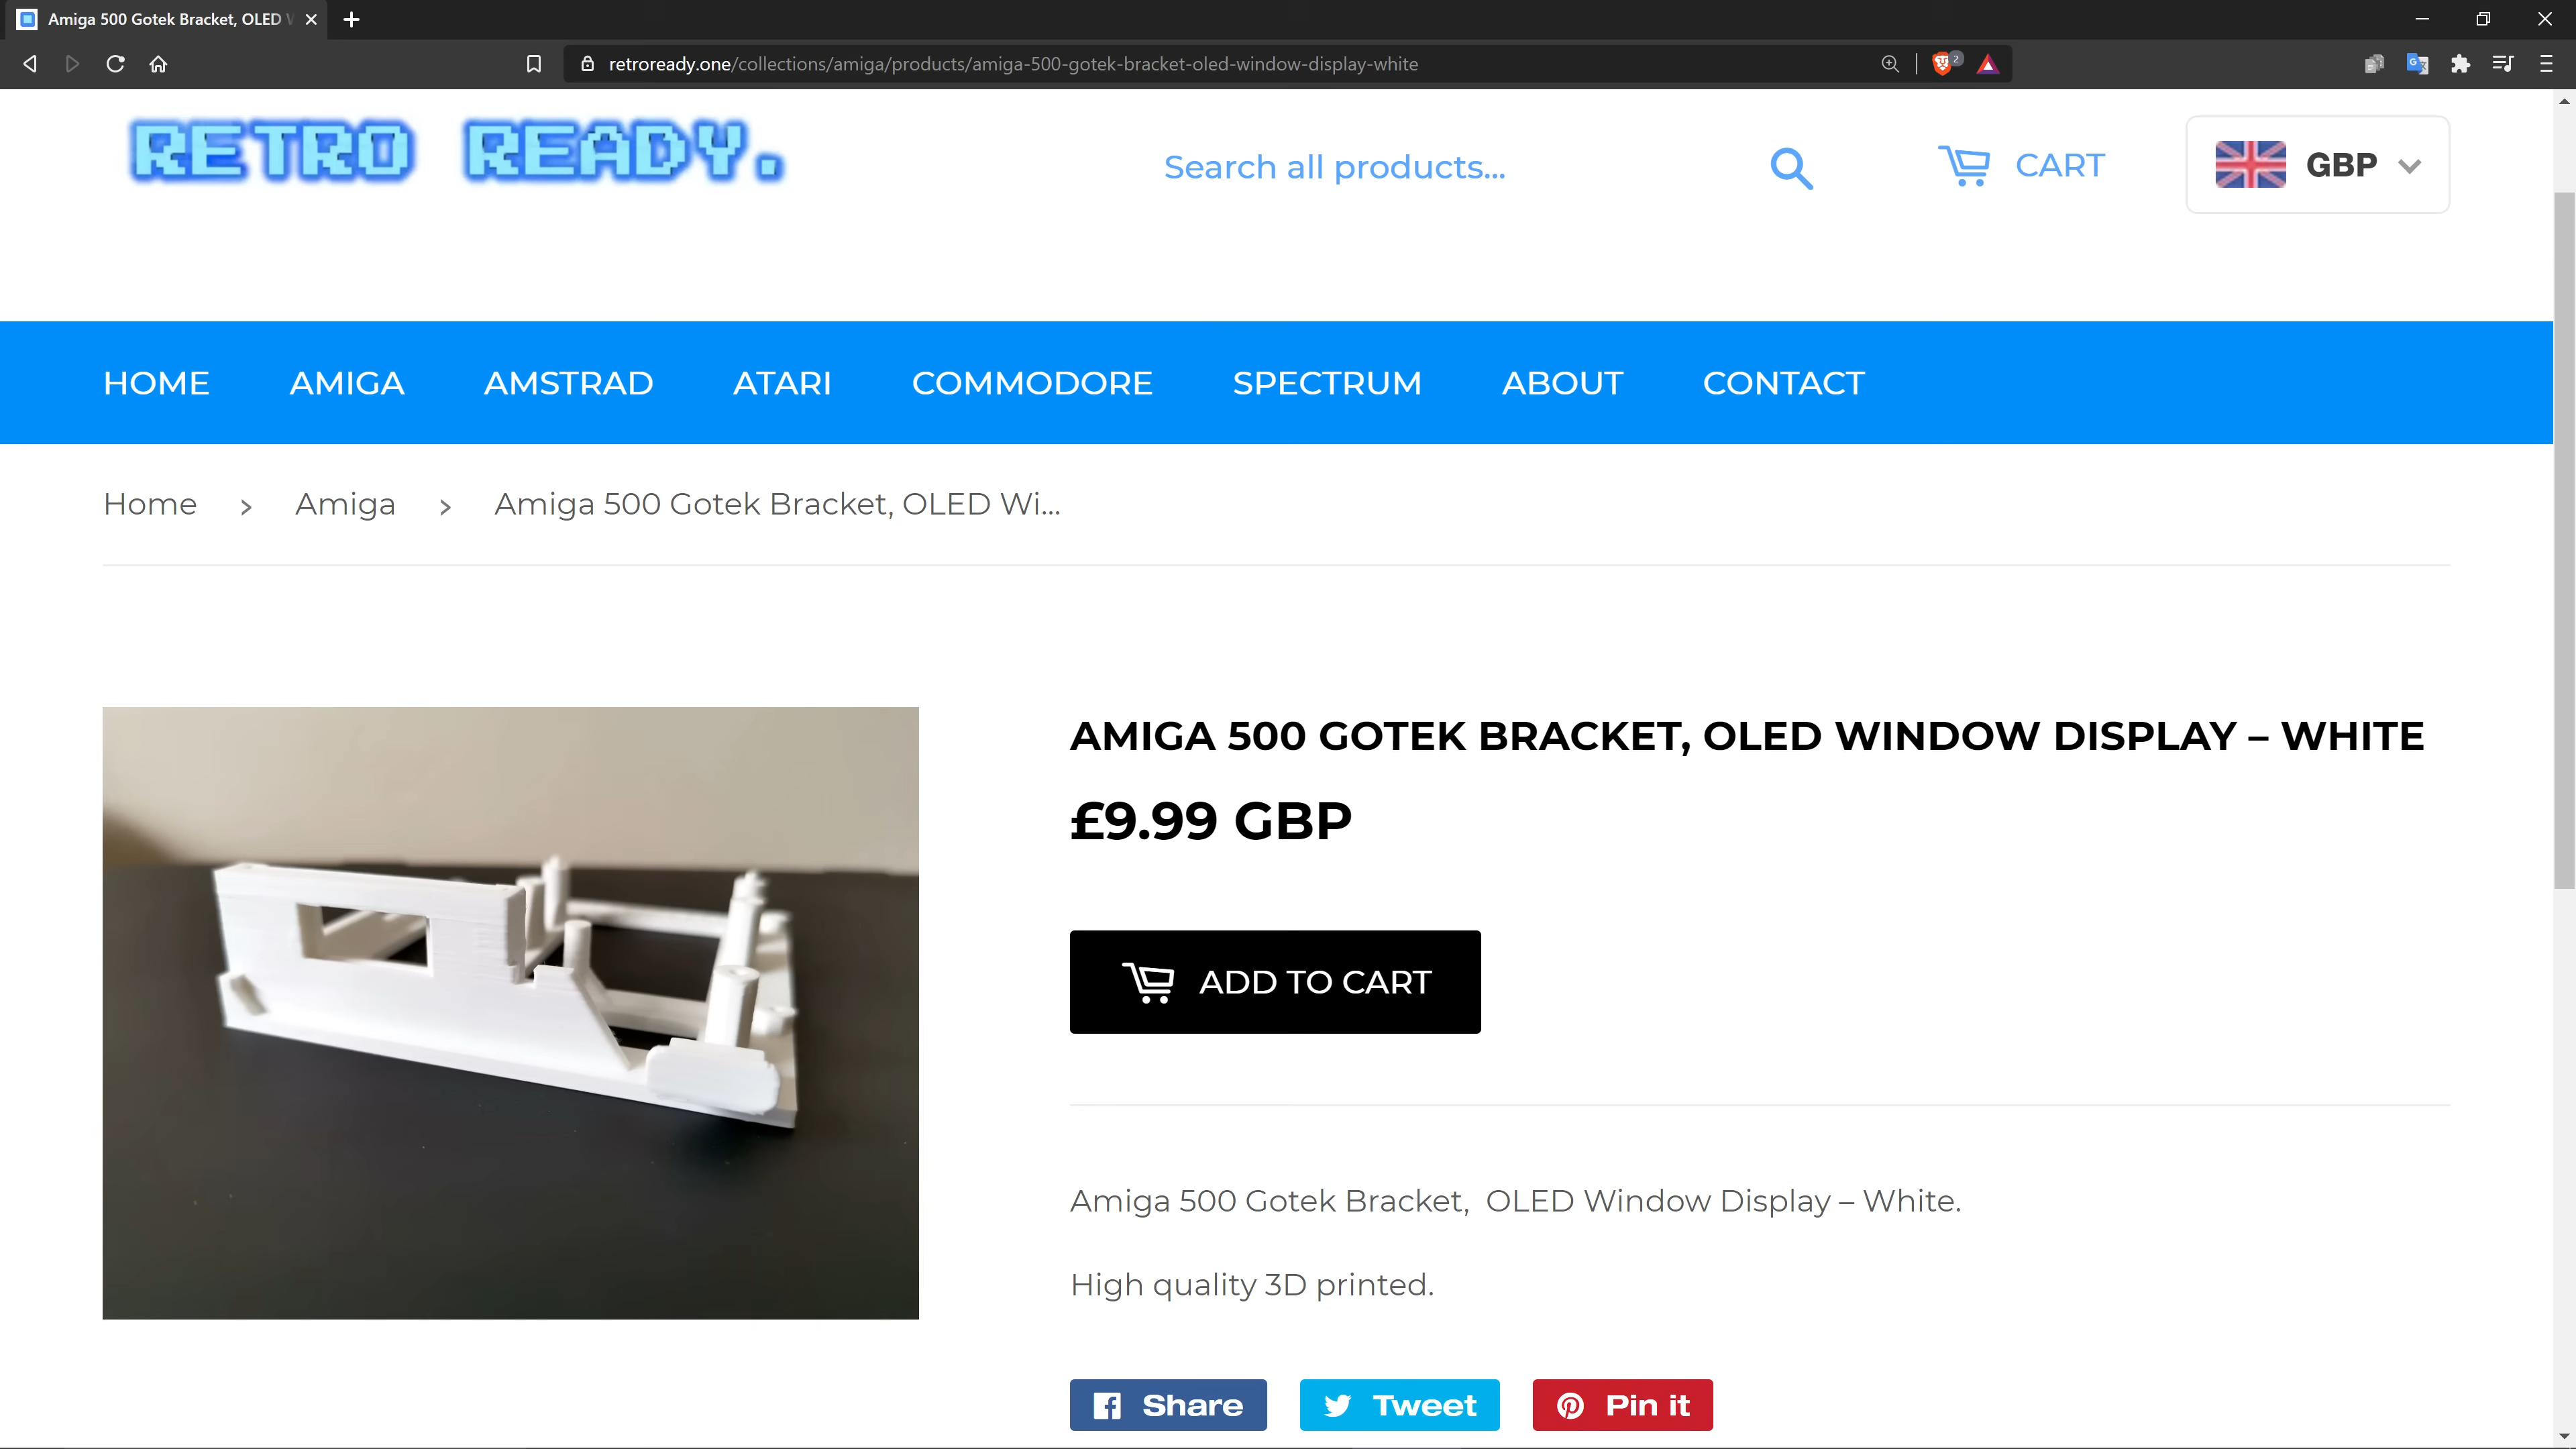 Amiga 500 Gotek Bracket, OLED
retroready.one/collections/amiga/products/amiga-500-gotek-bracket-oled-window-display-white
2
RETRO READY.
Search all products...
CART
GBP
HOME AMIGA AMSTRAD ATARI COMMODORE SPECTRUM ABOUT CONTACT
Home › Amiga › Amiga 500 Gotek Bracket, OLED Wi...
AMIGA 500 GOTEK BRACKET, OLED WINDOW DISPLAY – WHITE
£9.99 GBP
ADD TO CART
Amiga 500 Gotek Bracket,  OLED Window Display – White.
High quality 3D printed.
Share Tweet Pin it